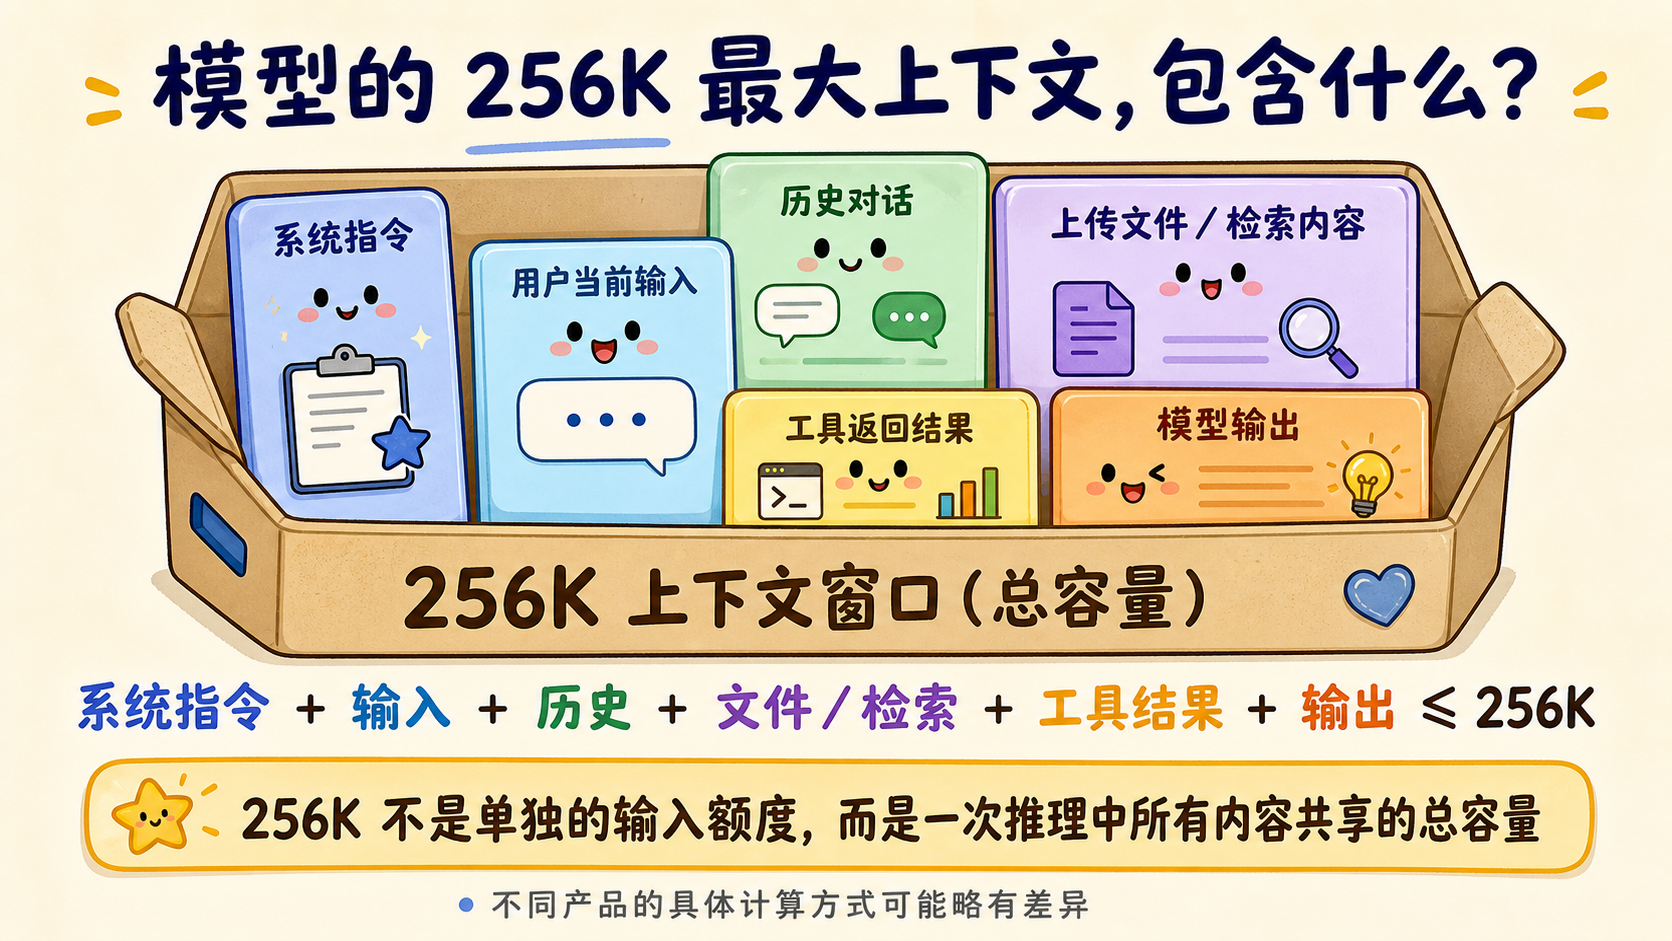 模型的 256K 最大上下文，包含什么？
系统指令
用户当前输入
历史对话
上传文件／检索内容
工具返回结果
模型输出
256K 上下文窗口（总容量）
系统指令 + 输入 + 历史 + 文件／检索 + 工具结果 + 输出 ≤ 256K
256K 不是单独的输入额度，而是一次推理中所有内容共享的总容量
• 不同产品的具体计算方式可能略有差异